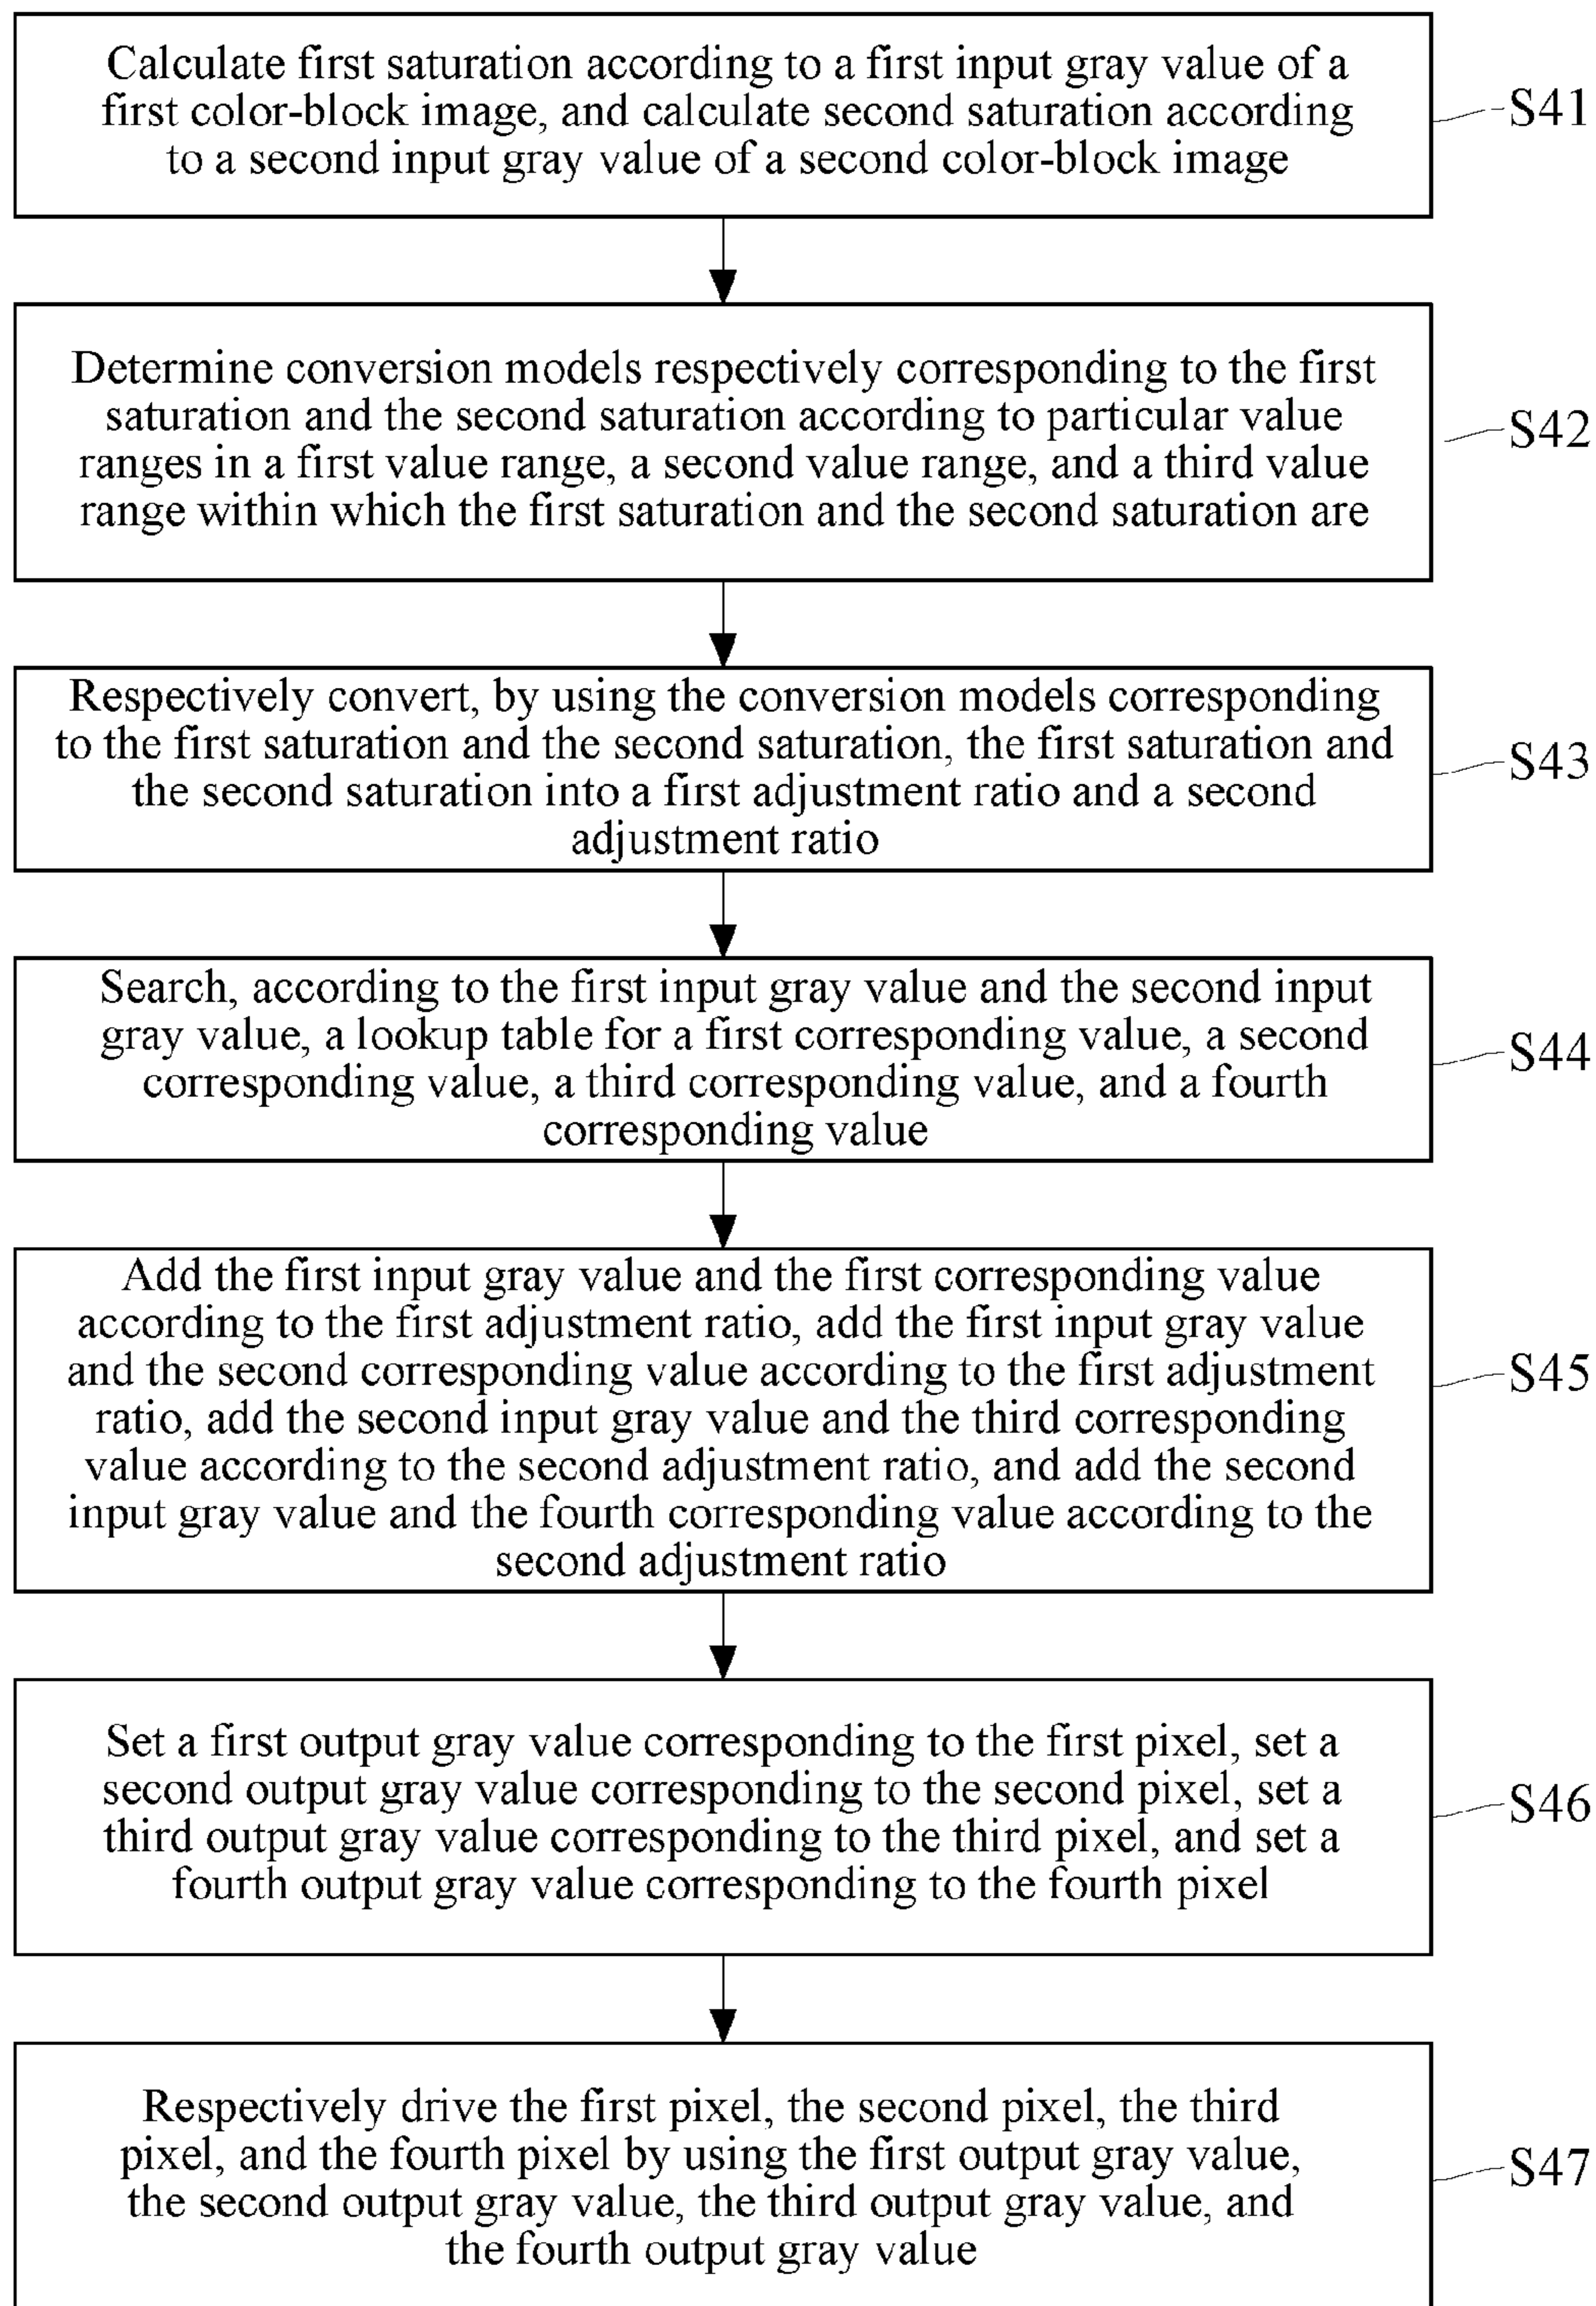 Calculate first saturation according to a first input gray value of a
first color-block image, and calculate second saturation according
to a second input gray value of a second color-block image
S41
Determine conversion models respectively corresponding to the first
saturation and the second saturation according to particular value
ranges in a first value range, a second value range, and a third value
range within which the first saturation and the second saturation are
S42
Respectively convert, by using the conversion models corresponding
to the first saturation and the second saturation, the first saturation and
the second saturation into a first adjustment ratio and a second
adjustment ratio
S43
Search, according to the first input gray value and the second input
gray value, a lookup table for a first corresponding value, a second
corresponding value, a third corresponding value, and a fourth
corresponding value
S44
Add the first input gray value and the first corresponding value
according to the first adjustment ratio, add the first input gray value
and the second corresponding value according to the first adjustment
ratio, add the second input gray value and the third corresponding
value according to the second adjustment ratio, and add the second
input gray value and the fourth corresponding value according to the
second adjustment ratio
S45
Set a first output gray value corresponding to the first pixel, set a
second output gray value corresponding to the second pixel, set a
third output gray value corresponding to the third pixel, and set a
fourth output gray value corresponding to the fourth pixel
S46
Respectively drive the first pixel, the second pixel, the third
pixel, and the fourth pixel by using the first output gray value,
the second output gray value, the third output gray value, and
the fourth output gray value
S47